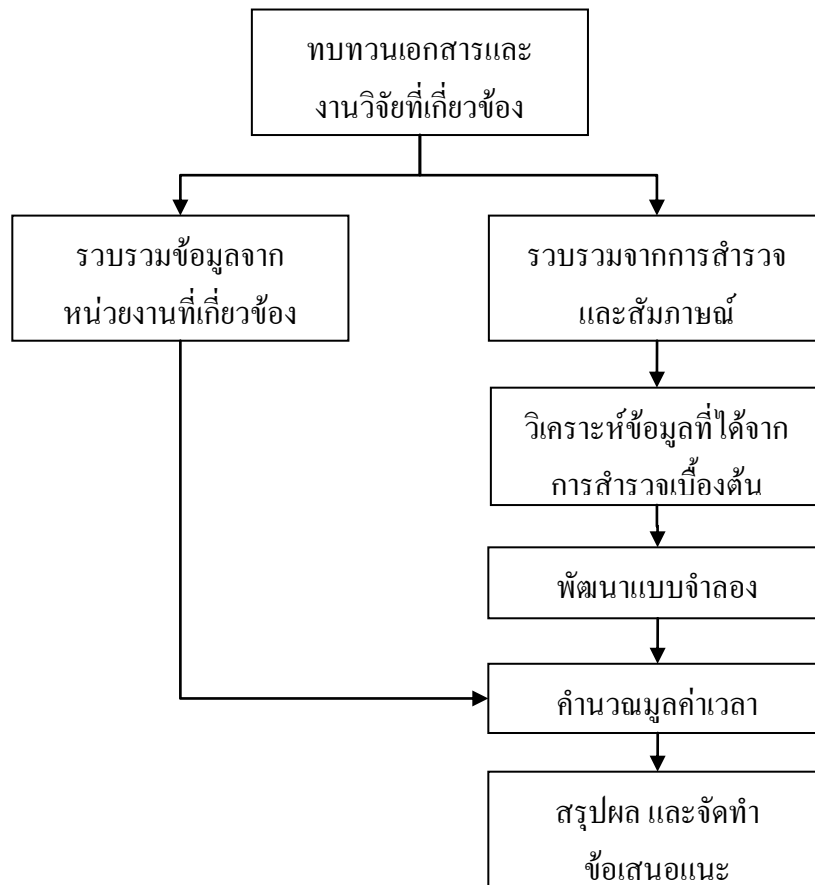 ทบทวนเอกสารและ
งานวิจัยที่เกี่ยวข้อง
รวบรวมข้อมูลจาก
หน่วยงานที่เกี่ยวข้อง
รวบรวมจากการสำรวจ
และสัมภาษณ์
วิเคราะห์ข้อมูลที่ได้จาก
การสำรวจเบื้องต้น
พัฒนาแบบจำลอง
คำนวณมูลค่าเวลา
สรุปผล และจัดทำ
ข้อเสนอแนะ